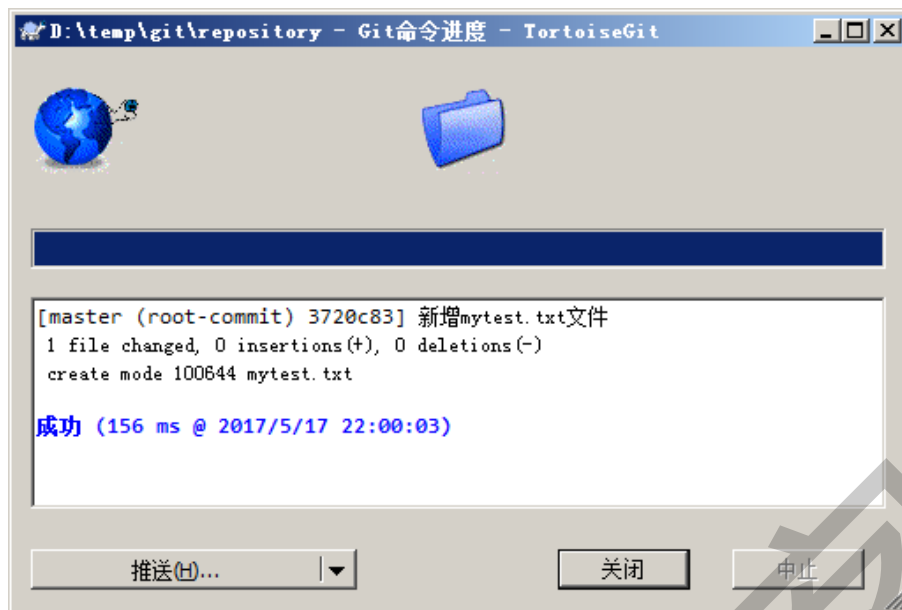 D:\temp\git\repository - Git命令进度 - TortoiseGit
[master (root-commit) 3720c83] 新增mytest.txt文件
1 file changed, 0 insertions(+), 0 deletions(-)
create mode 100644 mytest.txt
成功 (156 ms @ 2017/5/17 22:00:03)
推送(H)... 关闭 中止